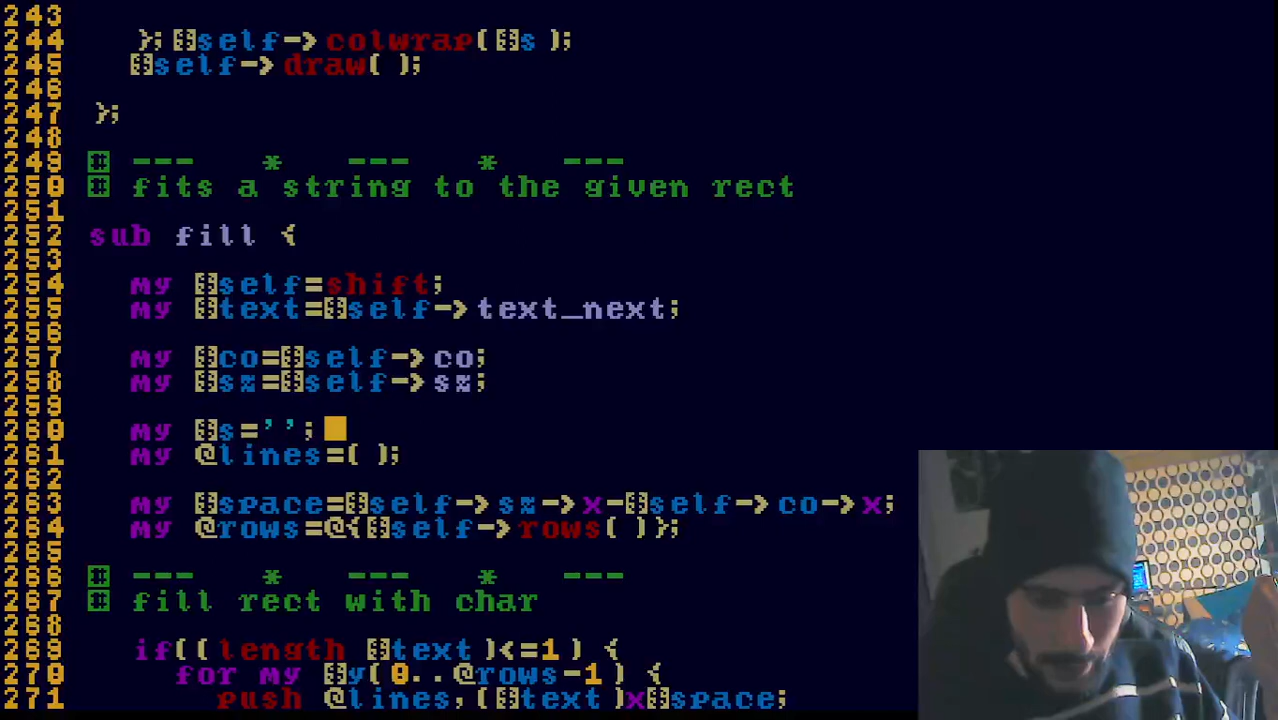 243
244 }; $self->colwrap($s );
245 $self->draw( );
246
247 };
248
249 # --- * --- * ---
250 # fits a string to the given rect
251
252 sub fill {
253
254 my $self=shift;
255 my $text=$self->text_next;
256
257 my $co=$self->co;
258 my $sz=$self->sz;
259
260 my $s='';
261 my @lines=( );
262
263 my $space=$self->sz->x-$self->co->x;
264 my @rows=@{$self->rows( )};
265
266 # --- * --- * ---
267 # fill rect with char
268
269 if((length $text)<=1) {
270 for my $y(0..@rows-1) {
271 push @lines,($text)x$space;